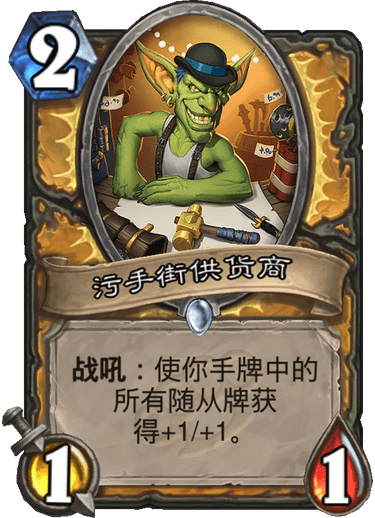 2
污手街供货商
战吼：使你手牌中的
所有随从牌获
得+1/+1。
1
1